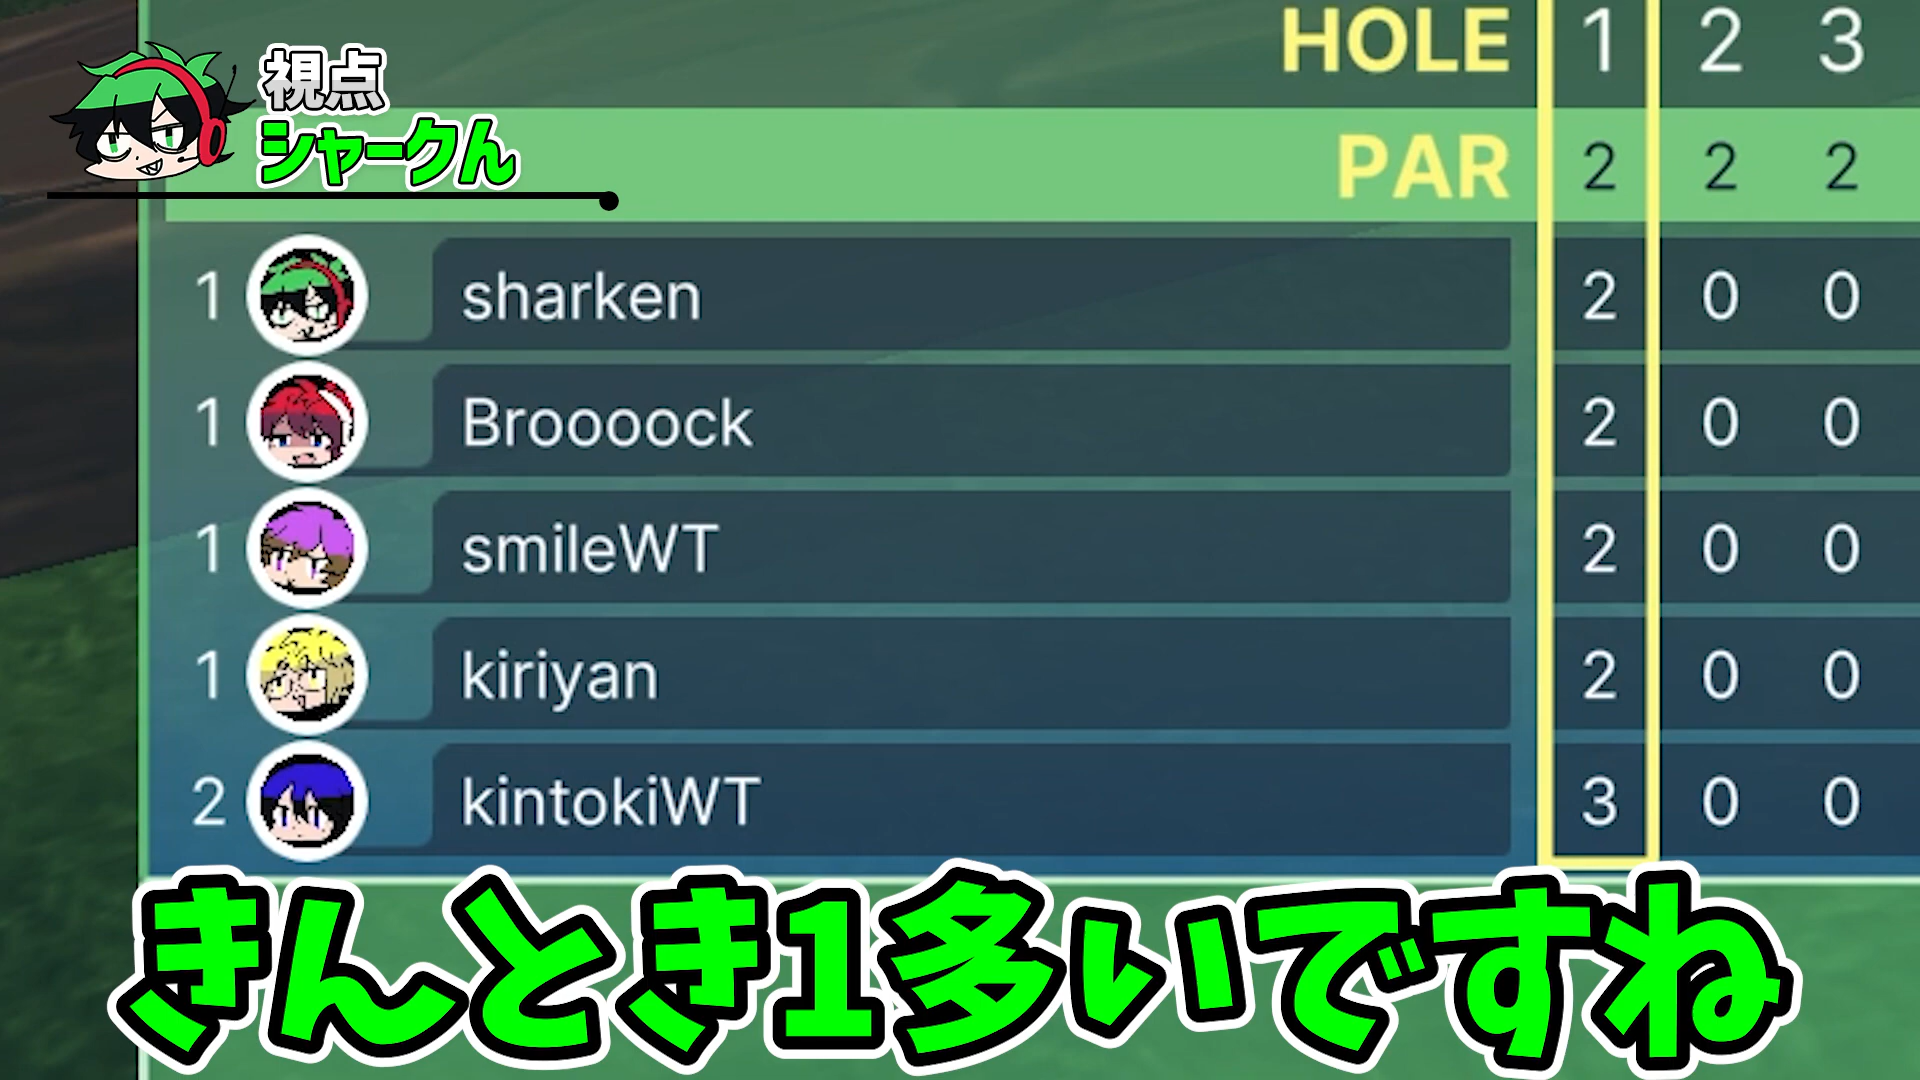 視点
シャークん
HOLE 1 2 3
PAR 2 2 2
1 sharken 2 0 0
1 Broooock 2 0 0
1 smileWT 2 0 0
1 kiriyan 2 0 0
2 kintokiWT 3 0 0
きんとき1多いですね